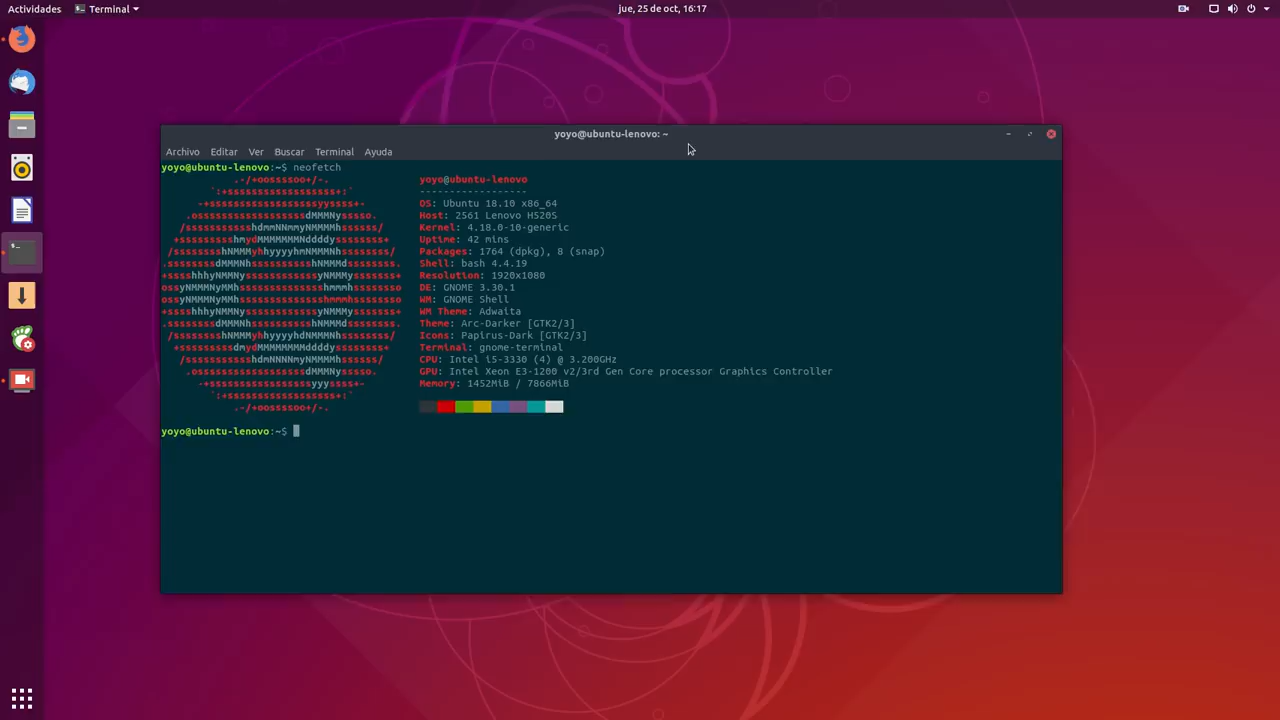 Actividades
Terminal
jue, 25 de oct, 16:17
yoyo@ubuntu-lenovo: ~
Archivo Editar Ver Buscar Terminal Ayuda
yoyo@ubuntu-lenovo:~$ neofetch
yoyo@ubuntu-lenovo
------------------
OS: Ubuntu 18.10 x86_64
Host: 2561 Lenovo H520S
Kernel: 4.18.0-10-generic
Uptime: 42 mins
Packages: 1764 (dpkg), 8 (snap)
Shell: bash 4.4.19
Resolution: 1920x1080
DE: GNOME 3.30.1
WM: GNOME Shell
WM Theme: Adwaita
Theme: Arc-Darker [GTK2/3]
Icons: Papirus-Dark [GTK2/3]
Terminal: gnome-terminal
CPU: Intel i5-3330 (4) @ 3.200GHz
GPU: Intel Xeon E3-1200 v2/3rd Gen Core processor Graphics Controller
Memory: 1452MiB / 7866MiB
yoyo@ubuntu-lenovo:~$